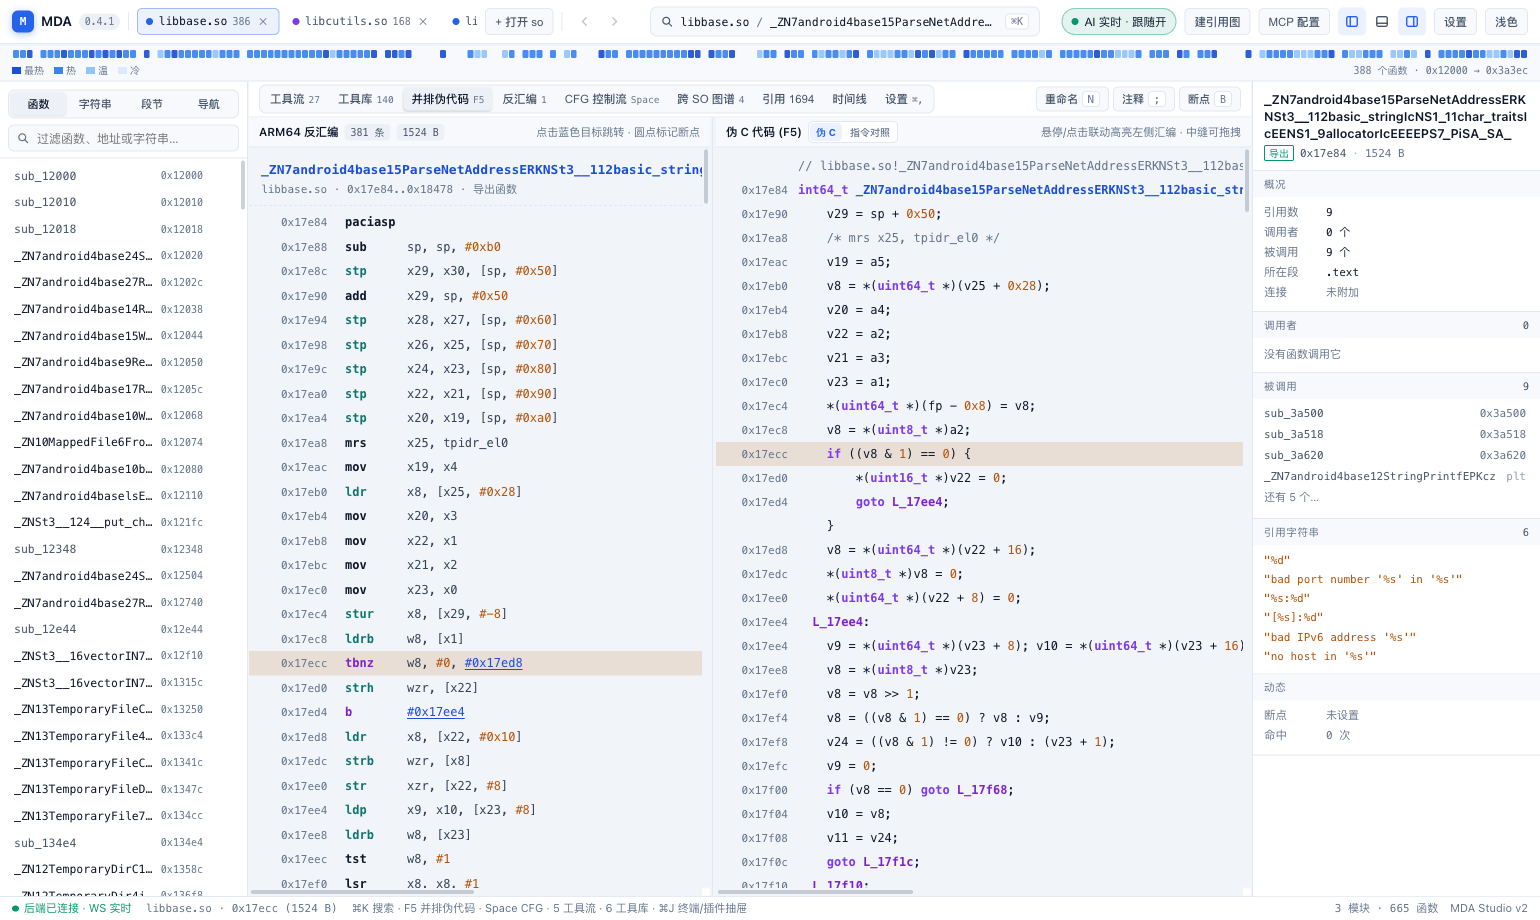 M MDA 0.4.1 libbase.so 386 × libcutils.so 168 × li + 打开 so libbase.so / _ZN7android4base15ParseNetAddre… ⌘K AI 实时 · 跟随开 建引用图 MCP 配置 设置 浅色
最热 热 温 冷 388 个函数 · 0x12000 → 0x3a3ec
函数 字符串 段节 导航
过滤函数、地址或字符串...
sub_12000 0x12000
sub_12010 0x12010
sub_12018 0x12018
_ZN7android4base24S… 0x12020
_ZN7android4base27R… 0x1202c
_ZN7android4base14R… 0x12038
_ZN7android4base15W… 0x12044
_ZN7android4base9Re… 0x12050
_ZN7android4base17R… 0x1205c
_ZN7android4base10W… 0x12068
_ZN10MappedFile6Fro… 0x12074
_ZN7android4base10b… 0x12080
_ZN7android4baselsE… 0x12110
_ZNSt3__124__put_ch… 0x121fc
sub_12348 0x12348
_ZN7android4base24S… 0x12504
_ZN7android4base27R… 0x12740
sub_12e44 0x12e44
_ZNSt3__16vectorIN7… 0x12f10
_ZNSt3__16vectorIN7… 0x1315c
_ZN13TemporaryFileC… 0x13250
_ZN13TemporaryFile4… 0x133c4
_ZN13TemporaryFileC… 0x1341c
_ZN13TemporaryFileD… 0x1347c
_ZN13TemporaryFile7… 0x134cc
sub_134e4 0x134e4
_ZN12TemporaryDirC1… 0x1358c
_ZN12TemporaryDir4i… 0x136f8
工具流 27 工具库 140 并排伪代码 F5 反汇编 1 CFG 控制流 Space 跨 SO 图谱 4 引用 1694 时间线 设置 ⌘, 重命名 N 注释 ; 断点 B
ARM64 反汇编 381 条 1524 B 点击蓝色目标跳转 · 圆点标记断点
_ZN7android4base15ParseNetAddressERKNSt3__112basic_string
libbase.so · 0x17e84..0x18478 · 导出函数
0x17e84 paciasp
0x17e88 sub sp, sp, #0xb0
0x17e8c stp x29, x30, [sp, #0x50]
0x17e90 add x29, sp, #0x50
0x17e94 stp x28, x27, [sp, #0x60]
0x17e98 stp x26, x25, [sp, #0x70]
0x17e9c stp x24, x23, [sp, #0x80]
0x17ea0 stp x22, x21, [sp, #0x90]
0x17ea4 stp x20, x19, [sp, #0xa0]
0x17ea8 mrs x25, tpidr_el0
0x17eac mov x19, x4
0x17eb0 ldr x8, [x25, #0x28]
0x17eb4 mov x20, x3
0x17eb8 mov x22, x1
0x17ebc mov x21, x2
0x17ec0 mov x23, x0
0x17ec4 stur x8, [x29, #-8]
0x17ec8 ldrb w8, [x1]
0x17ecc tbnz w8, #0, #0x17ed8
0x17ed0 strh wzr, [x22]
0x17ed4 b #0x17ee4
0x17ed8 ldr x8, [x22, #0x10]
0x17edc strb wzr, [x8]
0x17ee0 str xzr, [x22, #8]
0x17ee4 ldp x9, x10, [x23, #8]
0x17ee8 ldrb w8, [x23]
0x17eec tst w8, #1
0x17ef0 lsr x8, x8, #1
伪 C 代码 (F5) 伪 C 指令对照 悬停/点击联动高亮左侧汇编 · 中缝可拖拽
// libbase.so!_ZN7android4base15ParseNetAddressERKNSt3__112bas
0x17e84 int64_t _ZN7android4base15ParseNetAddressERKNSt3__112basic_str
0x17e90 v29 = sp + 0x50;
0x17ea8 /* mrs x25, tpidr_el0 */
0x17eac v19 = a5;
0x17eb0 v8 = *(uint64_t *)(v25 + 0x28);
0x17eb4 v20 = a4;
0x17eb8 v22 = a2;
0x17ebc v21 = a3;
0x17ec0 v23 = a1;
0x17ec4 *(uint64_t *)(fp - 0x8) = v8;
0x17ec8 v8 = *(uint8_t *)a2;
0x17ecc if ((v8 & 1) == 0) {
0x17ed0 *(uint16_t *)v22 = 0;
0x17ed4 goto L_17ee4;
}
0x17ed8 v8 = *(uint64_t *)(v22 + 16);
0x17edc *(uint8_t *)v8 = 0;
0x17ee0 *(uint64_t *)(v22 + 8) = 0;
0x17ee4 L_17ee4:
0x17ee4 v9 = *(uint64_t *)(v23 + 8); v10 = *(uint64_t *)(v23 + 16)
0x17ee8 v8 = *(uint8_t *)v23;
0x17ef0 v8 = v8 >> 1;
0x17ef4 v8 = ((v8 & 1) == 0) ? v8 : v9;
0x17ef8 v24 = ((v8 & 1) != 0) ? v10 : (v23 + 1);
0x17efc v9 = 0;
0x17f00 if (v8 == 0) goto L_17f68;
0x17f04 v10 = v8;
0x17f08 v11 = v24;
0x17f0c goto L_17f1c;
0x17f10 L_17f10:
_ZN7android4base15ParseNetAddressERK
NSt3__112basic_stringIcNS1_11char_traitsI
cEENS1_9allocatorIcEEEEPS7_PiSA_SA_
导出 0x17e84 · 1524 B
概况
引用数 9
调用者 0 个
被调用 9 个
所在段 .text
连接 未附加
调用者 0
没有函数调用它
被调用 9
sub_3a500 0x3a500
sub_3a518 0x3a518
sub_3a620 0x3a620
_ZN7android4base12StringPrintfEPKcz plt
还有 5 个…
引用字符串 6
"%d"
"bad port number '%s' in '%s'"
"%s:%d"
"[%s]:%d"
"bad IPv6 address '%s'"
"no host in '%s'"
动态
断点 未设置
命中 0 次
后端已连接 · WS 实时 libbase.so · 0x17ecc (1524 B) ⌘K 搜索 · F5 并排伪代码 · Space CFG · 5 工具流 · 6 工具库 · ⌘J 终端/插件抽屉 3 模块 · 665 函数 MDA Studio v2